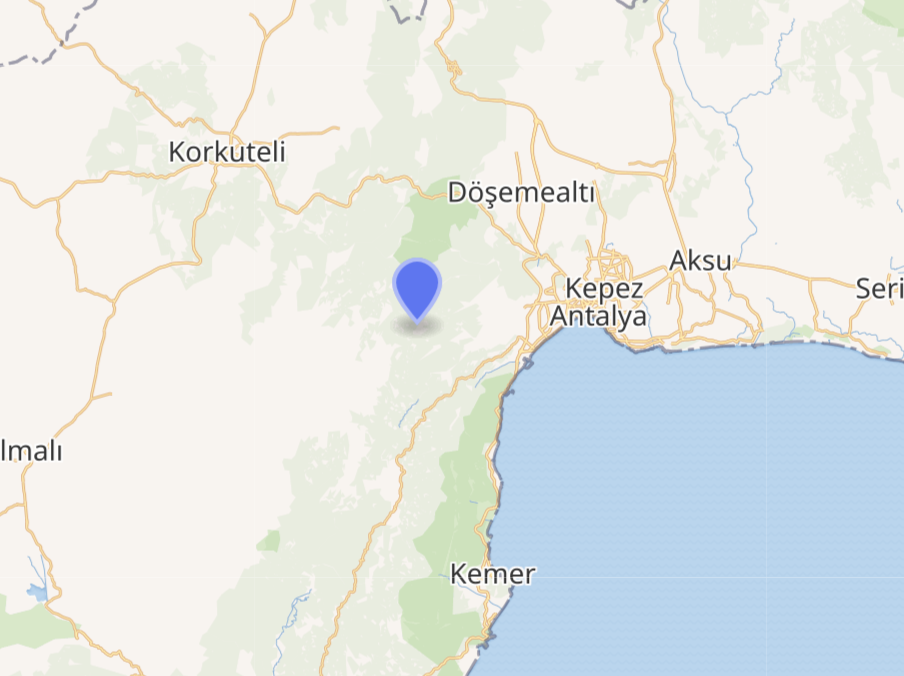 Korkuteli
Döşemealtı
Aksu
Kepez
Seri
Antalya
lmalı
Kemer